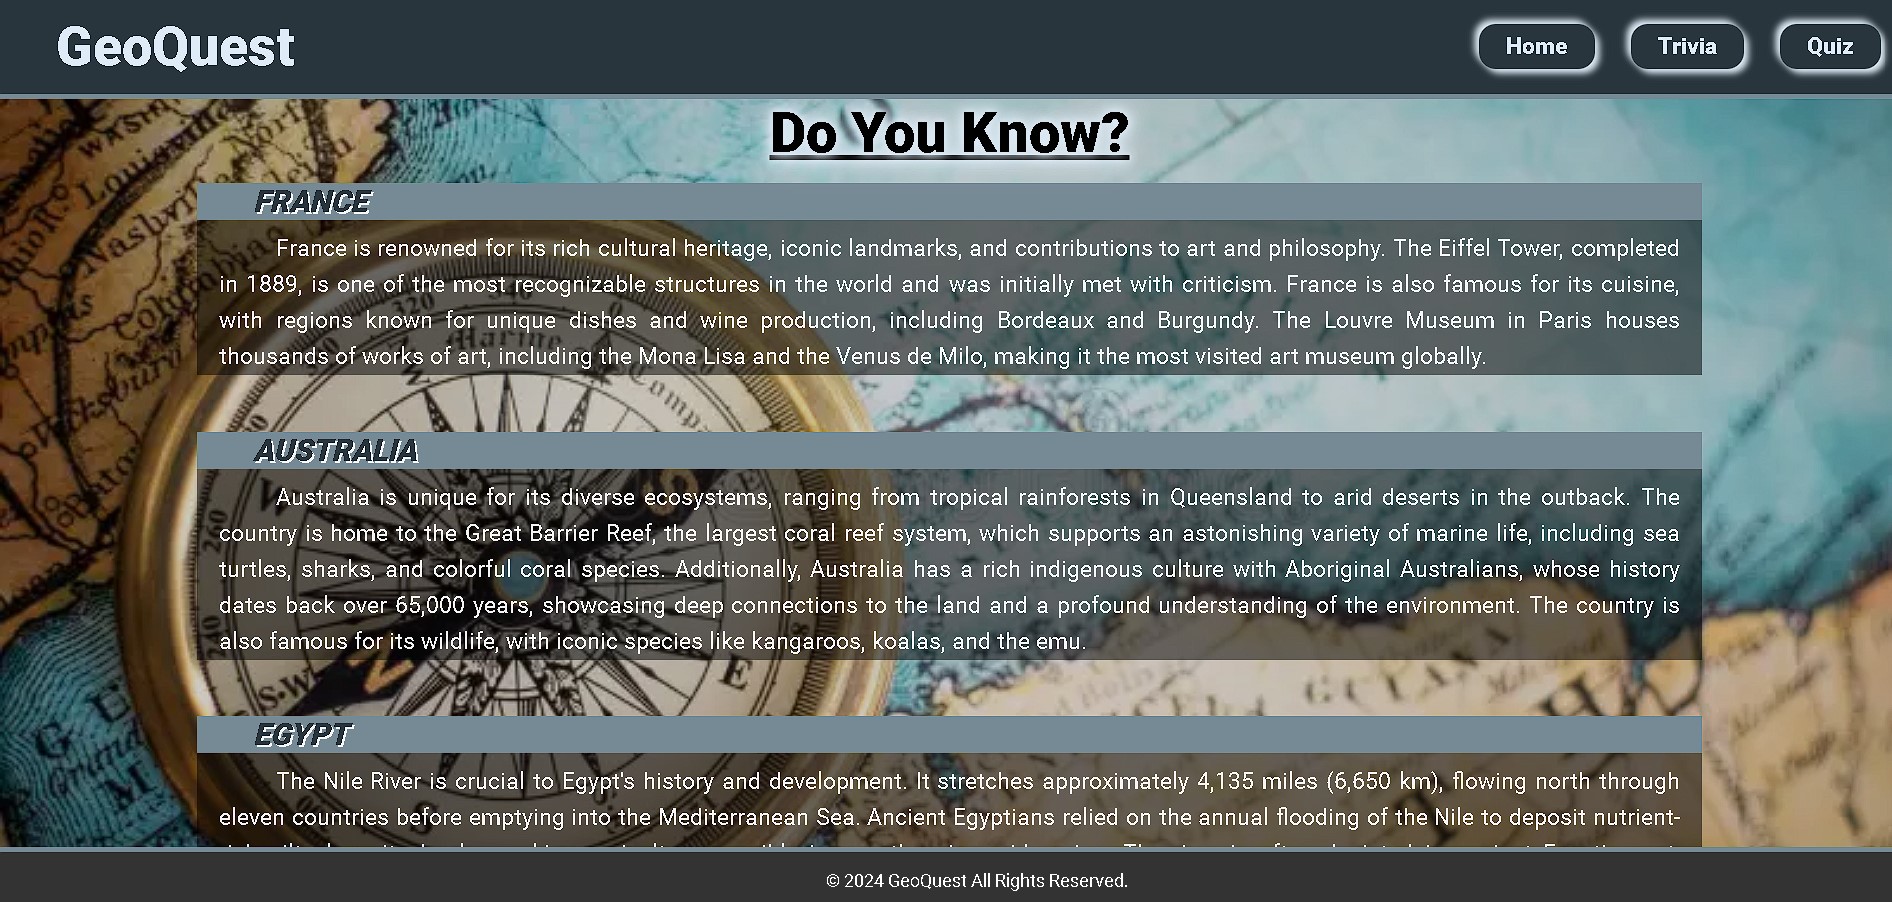 GeoQuest
Home
Trivia
Quiz
Do You Know?
FRANCE
France is renowned for its rich cultural heritage, iconic landmarks, and contributions to art and philosophy. The Eiffel Tower, completed
in 1889, is one of the most recognizable structures in the world and was initially met with criticism. France is also famous for its cuisine,
with regions known for unique dishes and wine production, including Bordeaux and Burgundy. The Louvre Museum in Paris houses
thousands of works of art, including the Mona Lisa and the Venus de Milo, making it the most visited art museum globally.
AUSTRALIA
Australia is unique for its diverse ecosystems, ranging from tropical rainforests in Queensland to arid deserts in the outback. The
country is home to the Great Barrier Reef, the largest coral reef system, which supports an astonishing variety of marine life, including sea
turtles, sharks, and colorful coral species. Additionally, Australia has a rich indigenous culture with Aboriginal Australians, whose history
dates back over 65,000 years, showcasing deep connections to the land and a profound understanding of the environment. The country is
also famous for its wildlife, with iconic species like kangaroos, koalas, and the emu.
EGYPT
The Nile River is crucial to Egypt's history and development. It stretches approximately 4,135 miles (6,650 km), flowing north through
eleven countries before emptying into the Mediterranean Sea. Ancient Egyptians relied on the annual flooding of the Nile to deposit nutrient-
© 2024 GeoQuest All Rights Reserved.